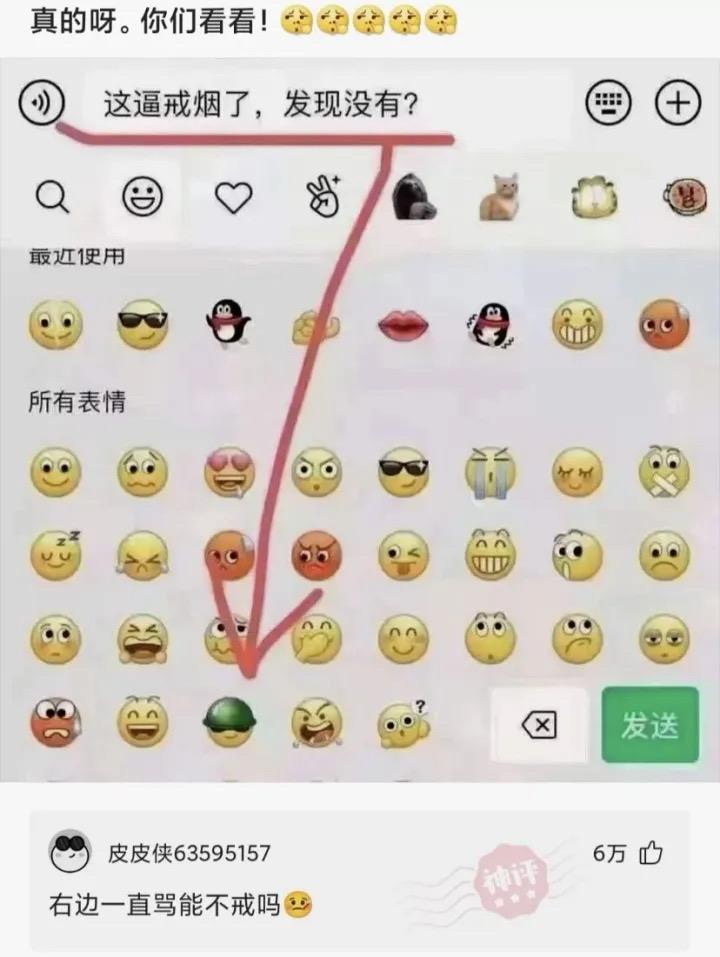 真的呀。你们看看!
这逼戒烟了，发现没有?
最近使用
所有表情
z z
?
发送
皮皮侠63595157
6万
神评
右边一直骂能不戒吗